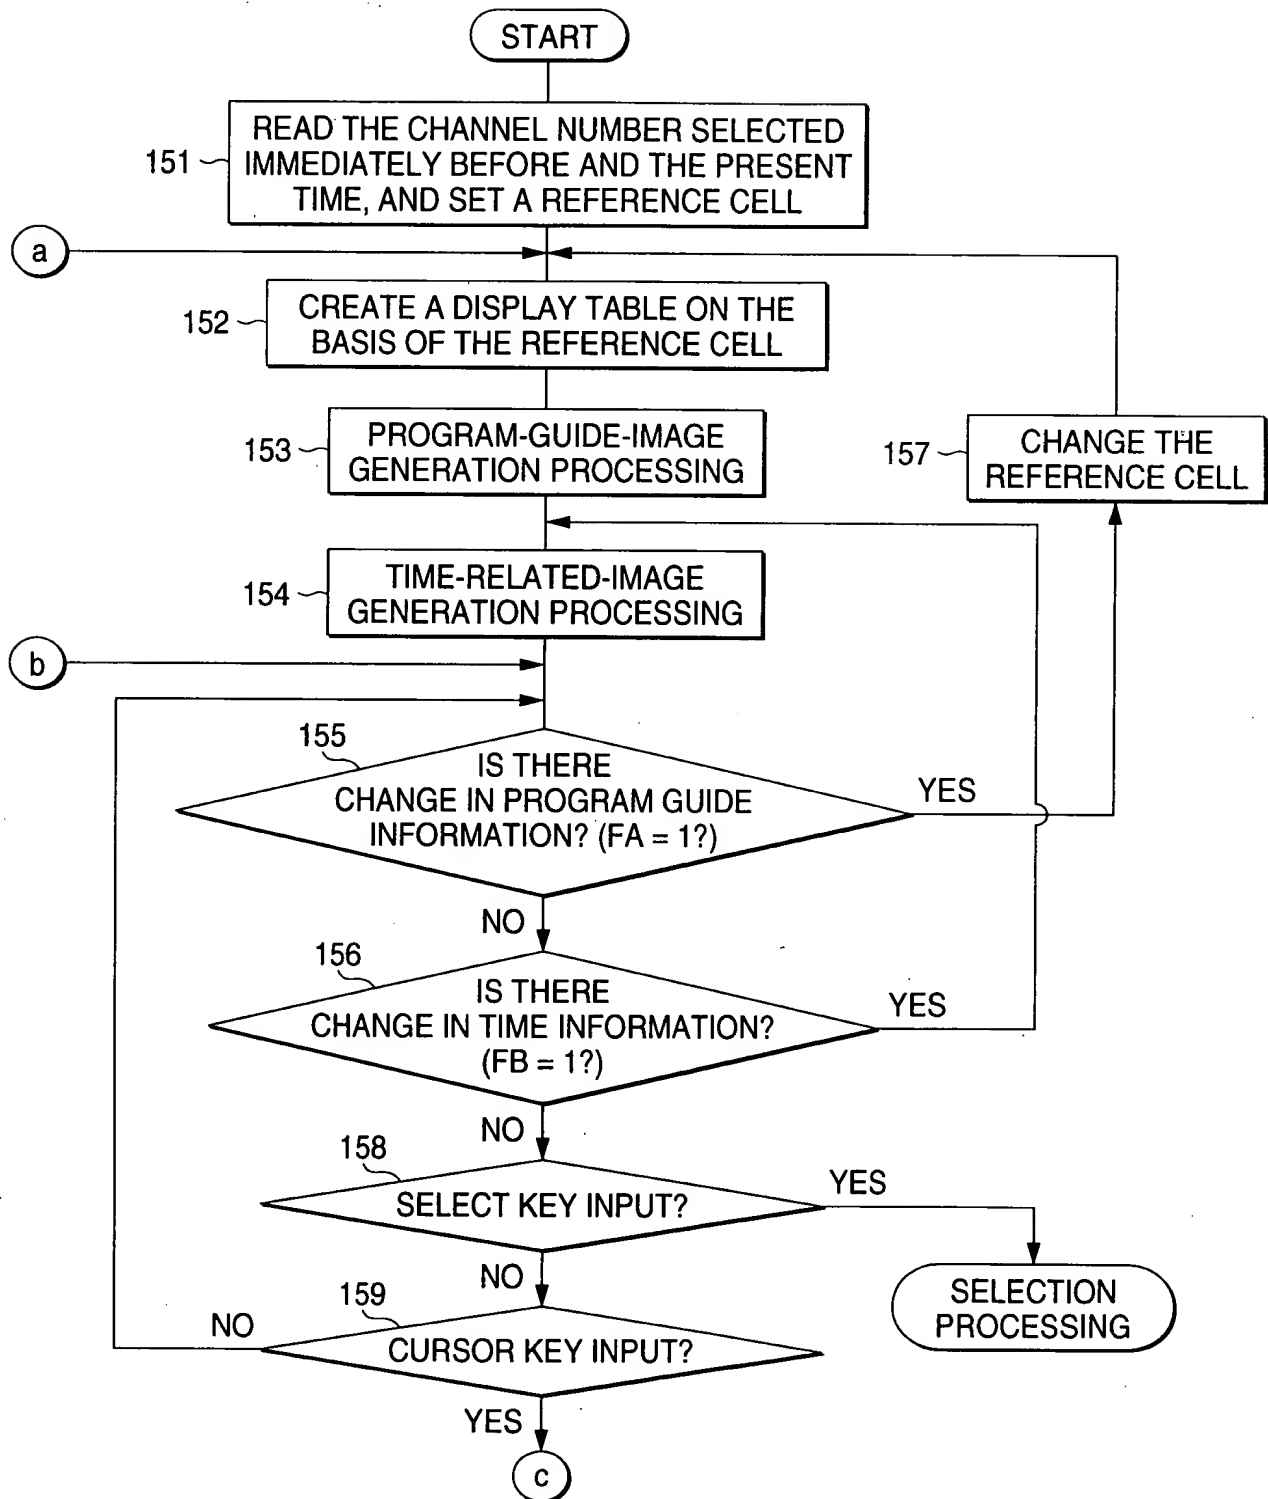 START
151
READ THE CHANNEL NUMBER SELECTED
IMMEDIATELY BEFORE AND THE PRESENT
TIME, AND SET A REFERENCE CELL
a
152
CREATE A DISPLAY TABLE ON THE
BASIS OF THE REFERENCE CELL
153
PROGRAM-GUIDE-IMAGE
GENERATION PROCESSING
157
CHANGE THE
REFERENCE CELL
154
TIME-RELATED-IMAGE
GENERATION PROCESSING
b
155
IS THERE
CHANGE IN PROGRAM GUIDE
INFORMATION? (FA = 1?)
YES
NO
156
IS THERE
CHANGE IN TIME INFORMATION?
(FB = 1?)
YES
NO
158
SELECT KEY INPUT?
YES
NO
SELECTION
PROCESSING
159
CURSOR KEY INPUT?
NO
YES
c